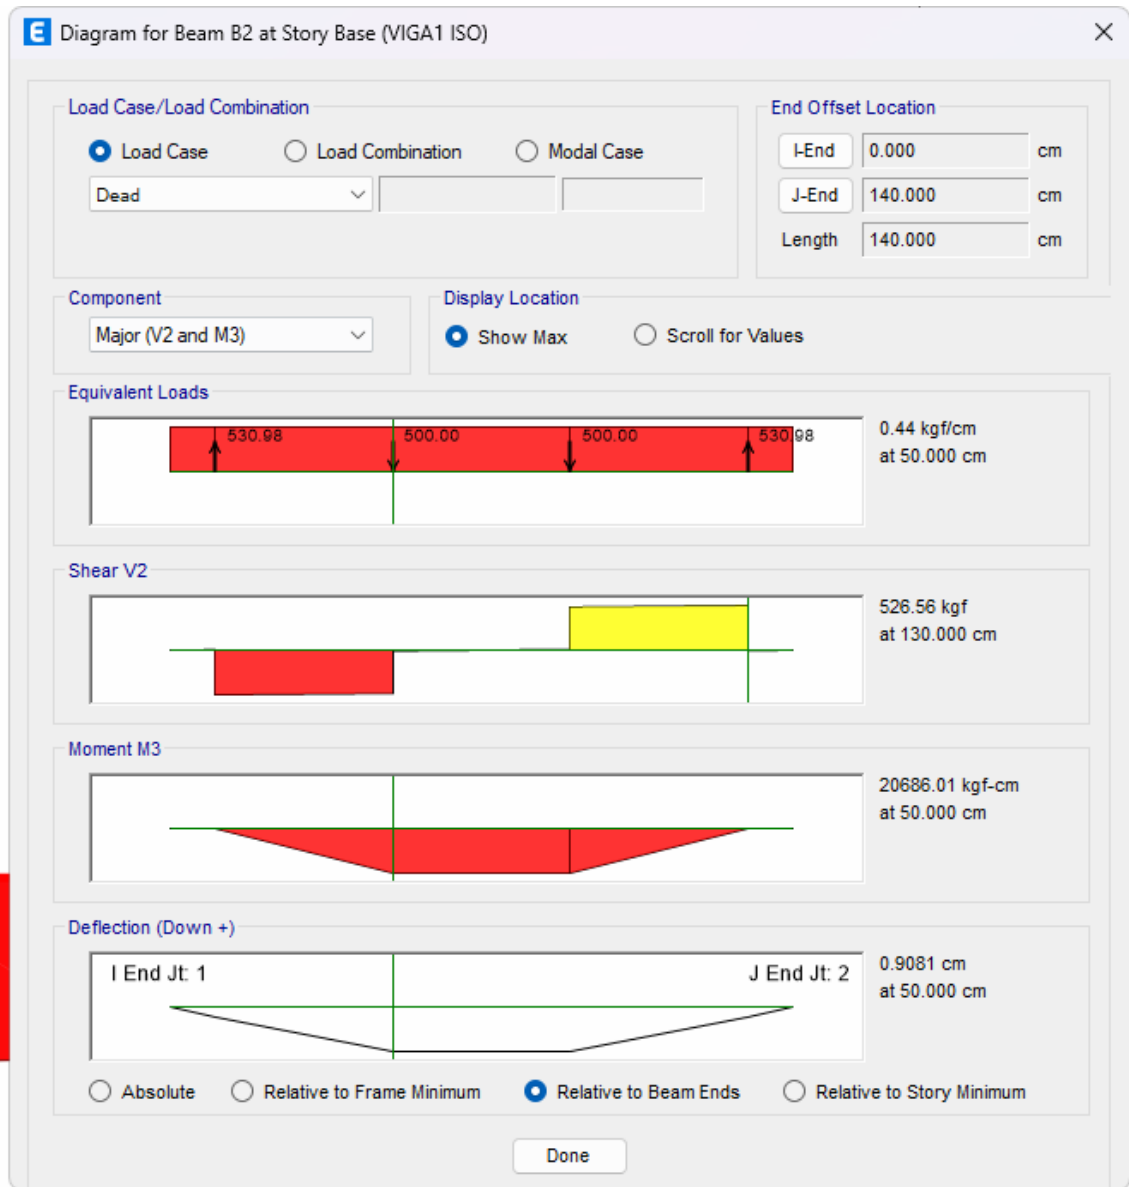 E Diagram for Beam B2 at Story Base (VIGA1 ISO)
Load Case/Load Combination
Load Case Load Combination Modal Case
Dead
End Offset Location
I-End 0.000 cm
J-End 140.000 cm
Length 140.000 cm
Component
Major (V2 and M3)
Display Location
Show Max Scroll for Values
Equivalent Loads
530.98 500.00 500.00 530.98
0.44 kgf/cm
at 50.000 cm
Shear V2
526.56 kgf
at 130.000 cm
Moment M3
20686.01 kgf-cm
at 50.000 cm
Deflection (Down +)
I End Jt: 1 J End Jt: 2
0.9081 cm
at 50.000 cm
Absolute Relative to Frame Minimum Relative to Beam Ends Relative to Story Minimum
Done